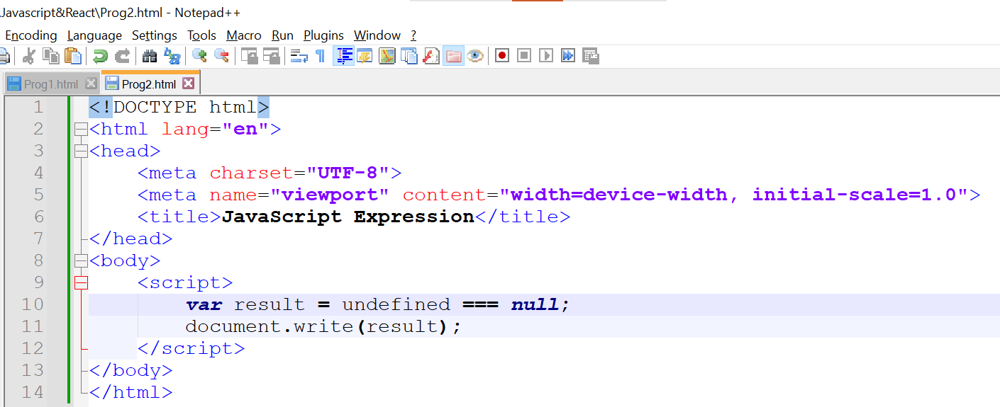 .Javascript&React\Prog2.html - Notepad++
Encoding Language Settings Tools Macro Run Plugins Window ?
Prog1.html Prog2.html
1 <!DOCTYPE html>
2 <html lang="en">
3 <head>
4 <meta charset="UTF-8">
5 <meta name="viewport" content="width=device-width, initial-scale=1.0">
6 <title>JavaScript Expression</title>
7 </head>
8 <body>
9 <script>
10 var result = undefined === null;
11 document.write(result);
12 </script>
13 </body>
14 </html>